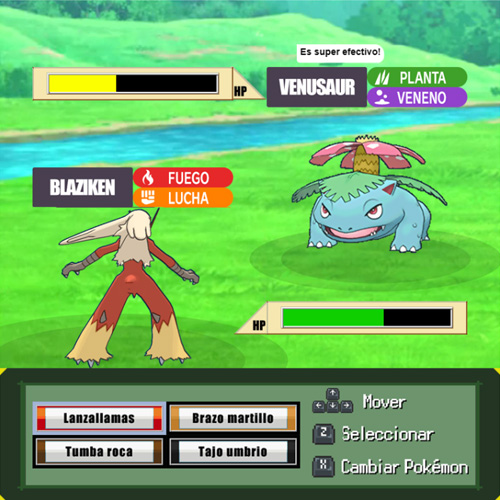 Es super efectivo!
HP
VENUSAUR
PLANTA
VENENO
BLAZIKEN
FUEGO
LUCHA
HP
Lanzallamas
Brazo martillo
Tumba roca
Tajo umbrio
Mover
Z
Seleccionar
X
Cambiar Pokémon